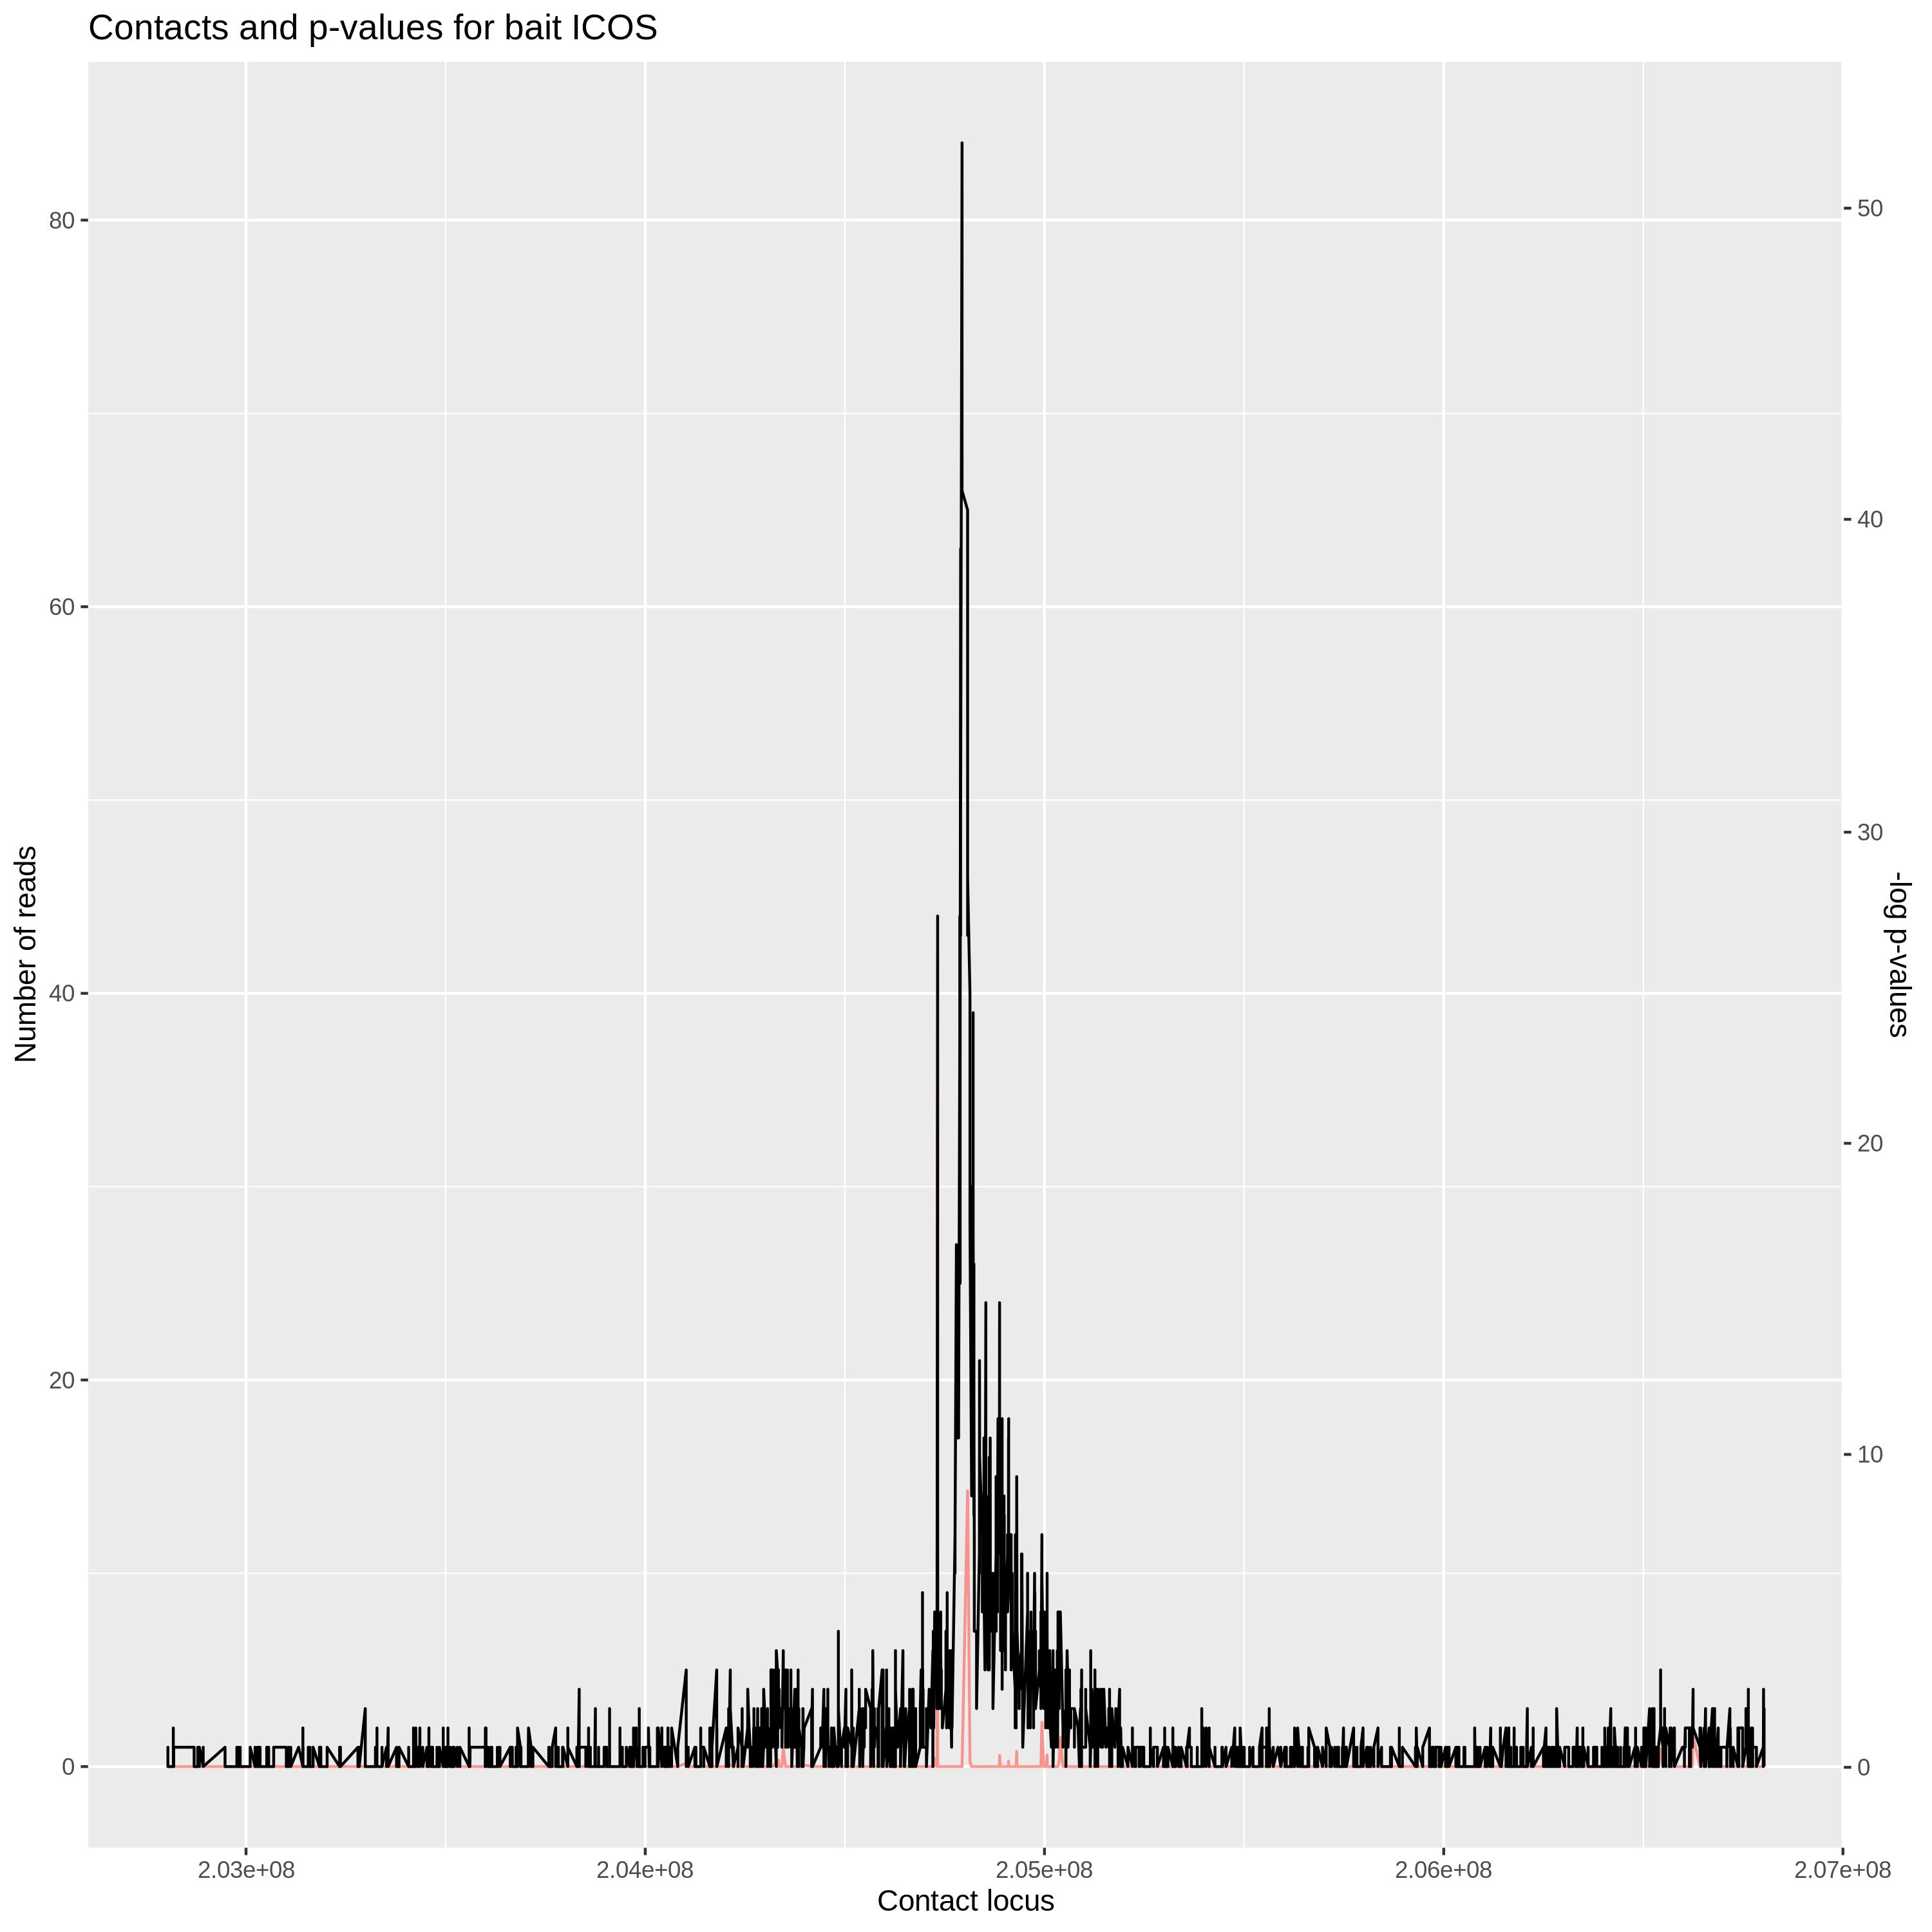 Contacts and p-values for bait ICOS
Number of reads
80
60
40
20
0
50
40
30
20
10
0
-log p-values
2.03e+08 2.04e+08 2.05e+08 2.06e+08 2.07e+08
Contact locus